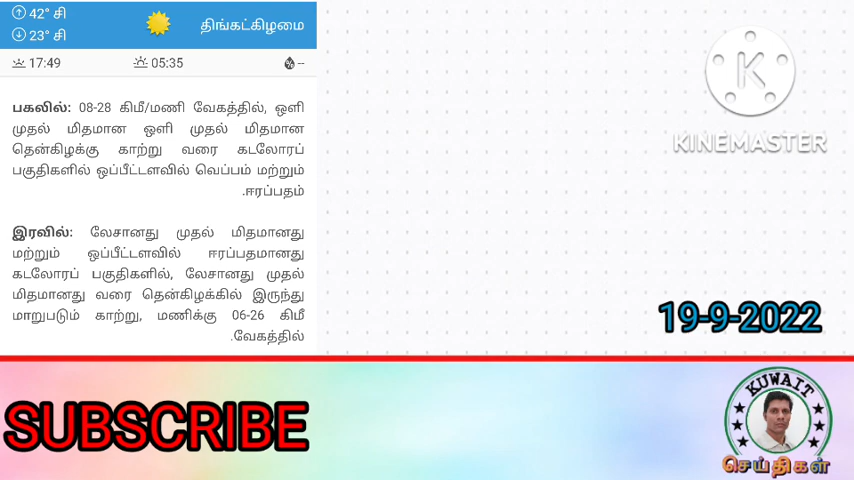 42° சி
திங்கட்கிழமை
23° சி
17:49
05:35
--
பகலில்: 08-28 கிமீ/மணி வேகத்தில், ஒளி
முதல் மிதமான ஒளி முதல் மிதமான
தென்கிழக்கு காற்று வரை கடலோரப்
பகுதிகளில் ஒப்பீட்டளவில் வெப்பம் மற்றும்
.ஈரப்பதம்
இரவில்: லேசானது முதல் மிதமானது
மற்றும் ஒப்பீட்டளவில் ஈரப்பதமானது
கடலோரப் பகுதிகளில், லேசானது முதல்
மிதமானது வரை தென்கிழக்கில் இருந்து
மாறுபடும் காற்று, மணிக்கு 06-26 கிமீ
.வேகத்தில்
K
KINEMASTER
19-9-2022
SUBSCRIBE
KUWAIT
செய்திகள்